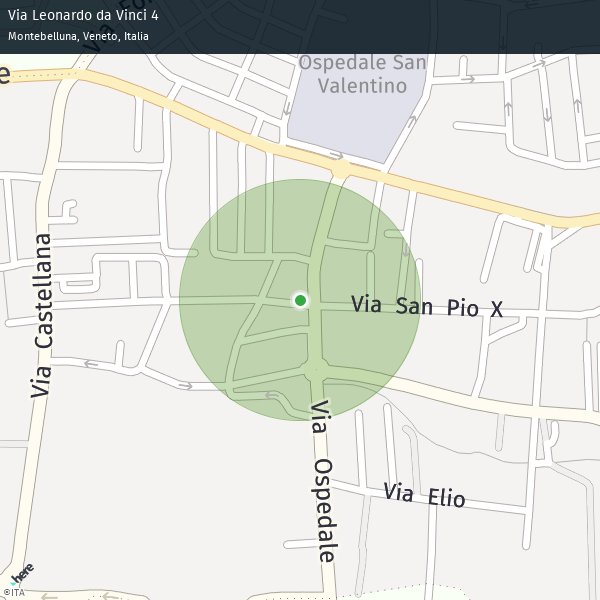 Via Leonardo da Vinci 4
Montebelluna, Veneto, Italia
Ospedale San
Valentino
Via Castellana
Via San Pio X
Via Ospedale
Via Elio
here
©ITA